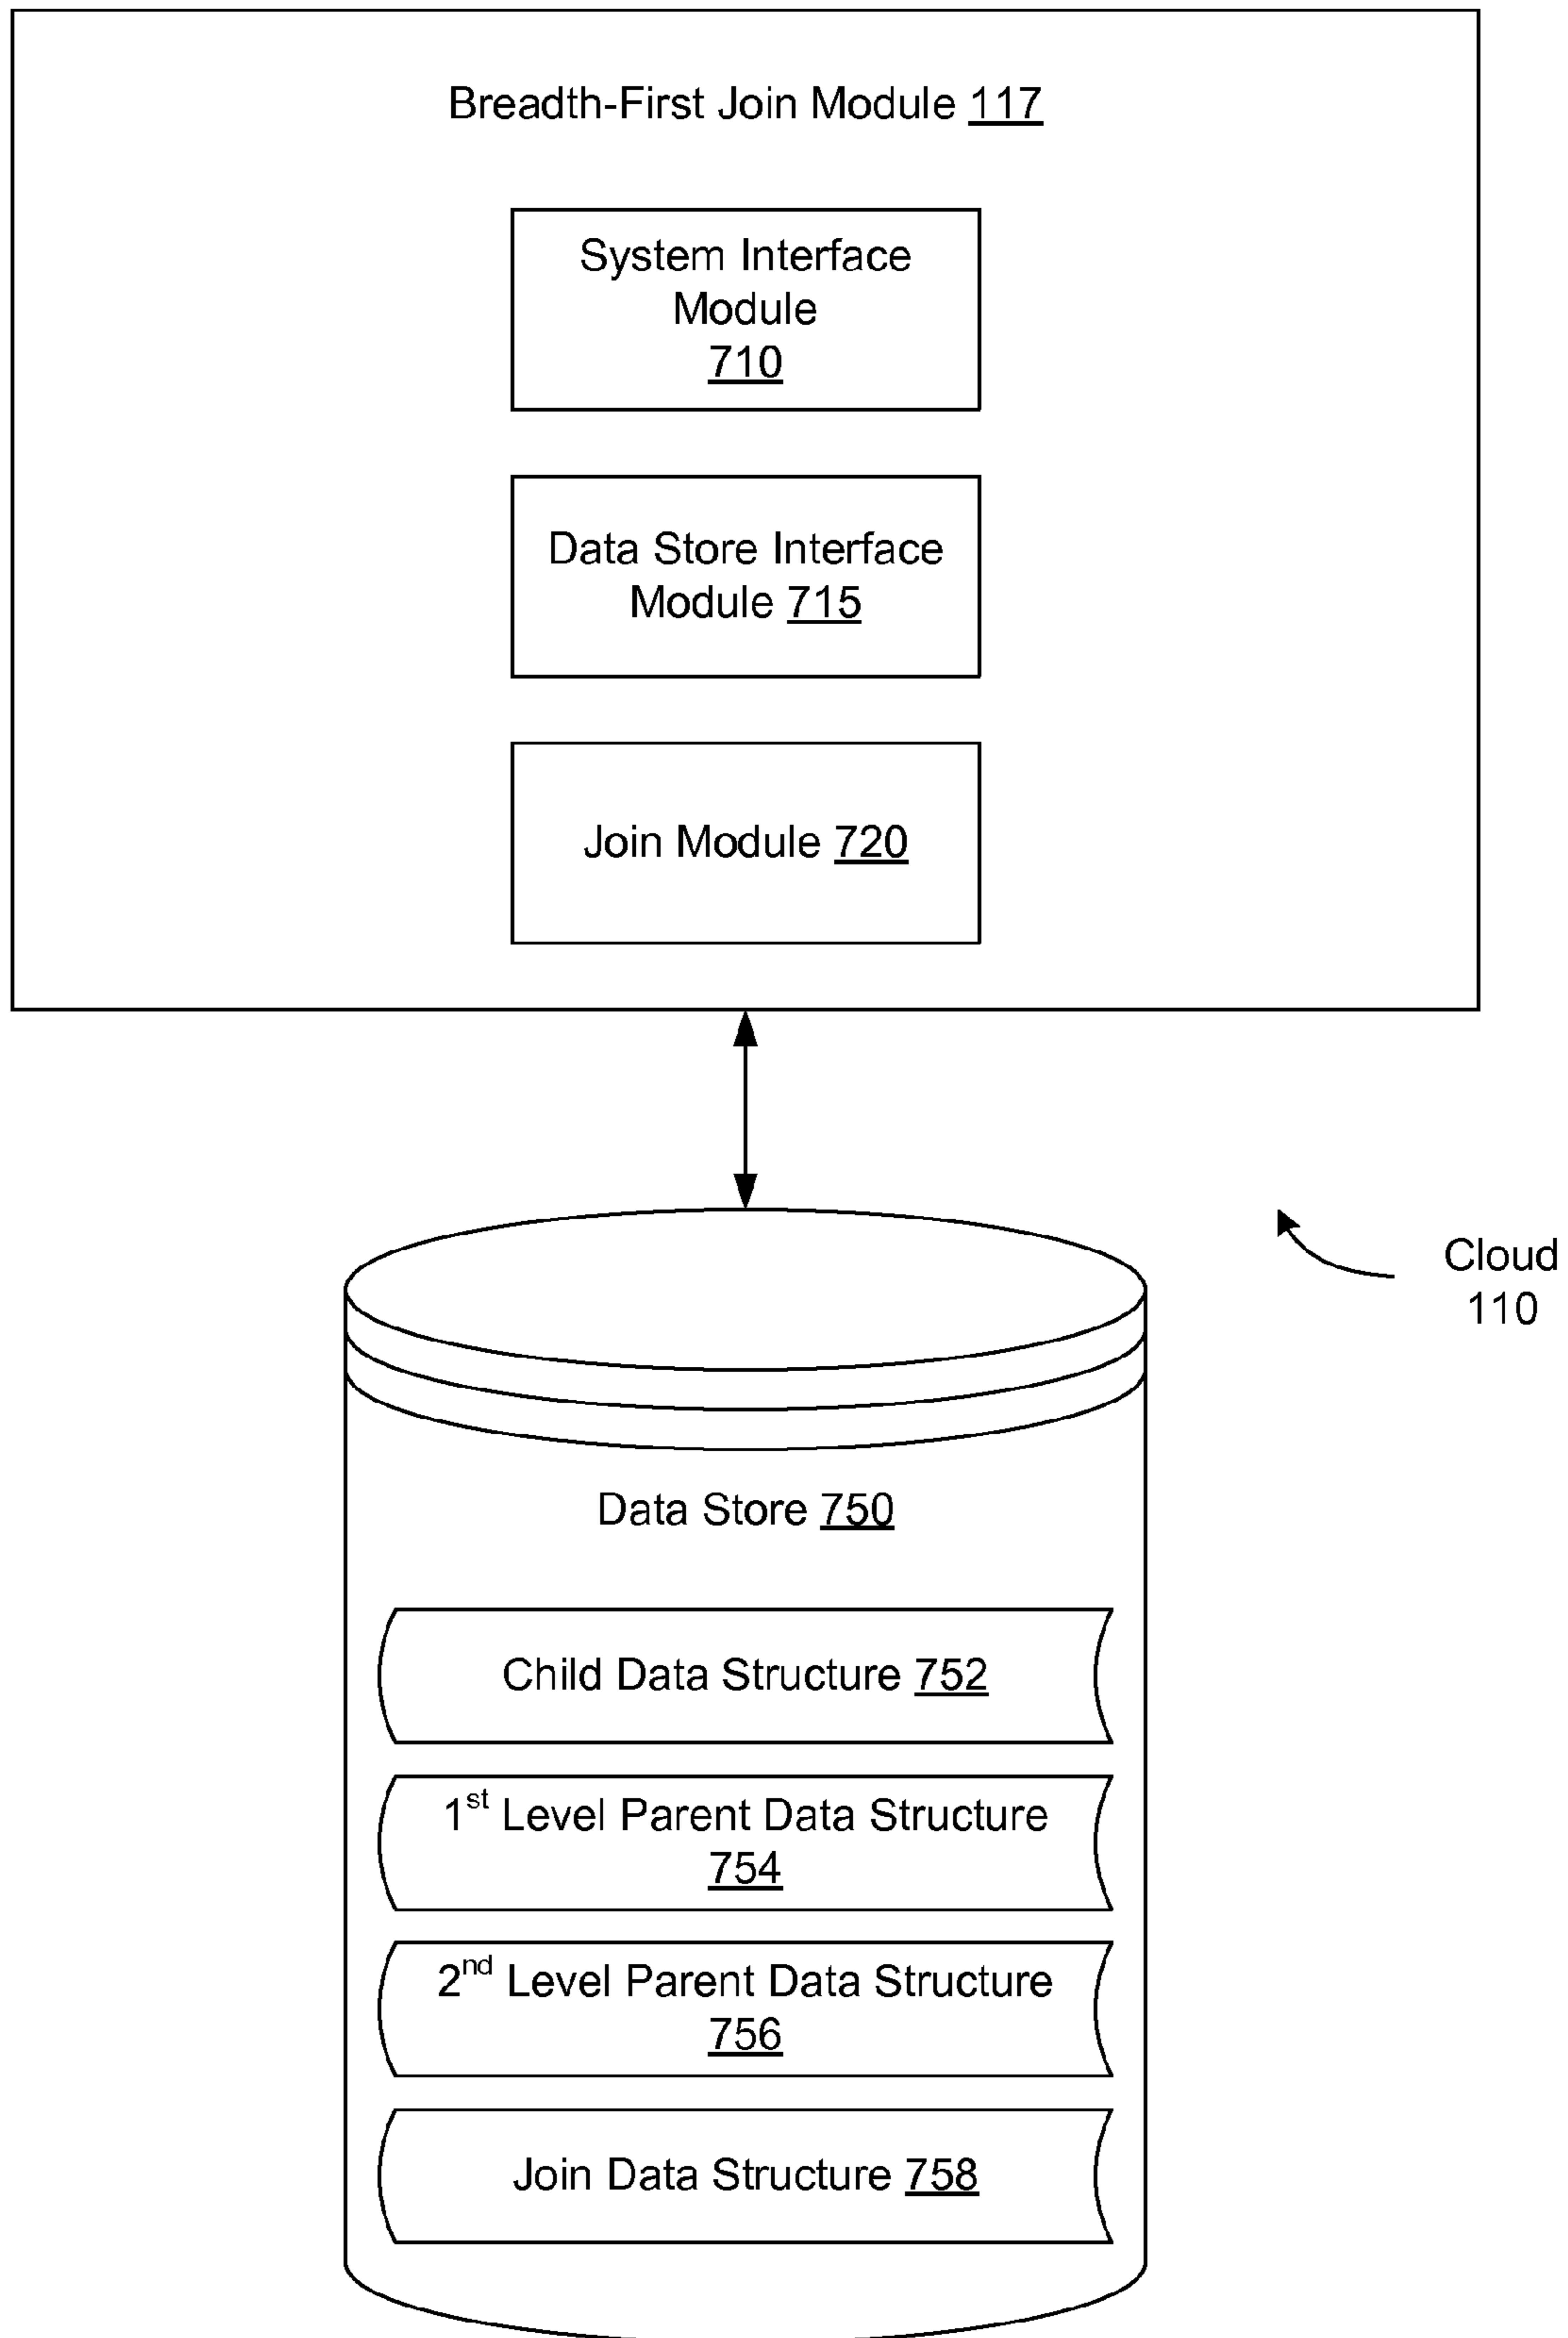 Breadth-First Join Module 117
System Interface
Module
710
Data Store Interface
Module 715
Join Module 720
Cloud
110
Data Store 750
Child Data Structure 752
1st Level Parent Data Structure
754
2nd Level Parent Data Structure
756
Join Data Structure 758